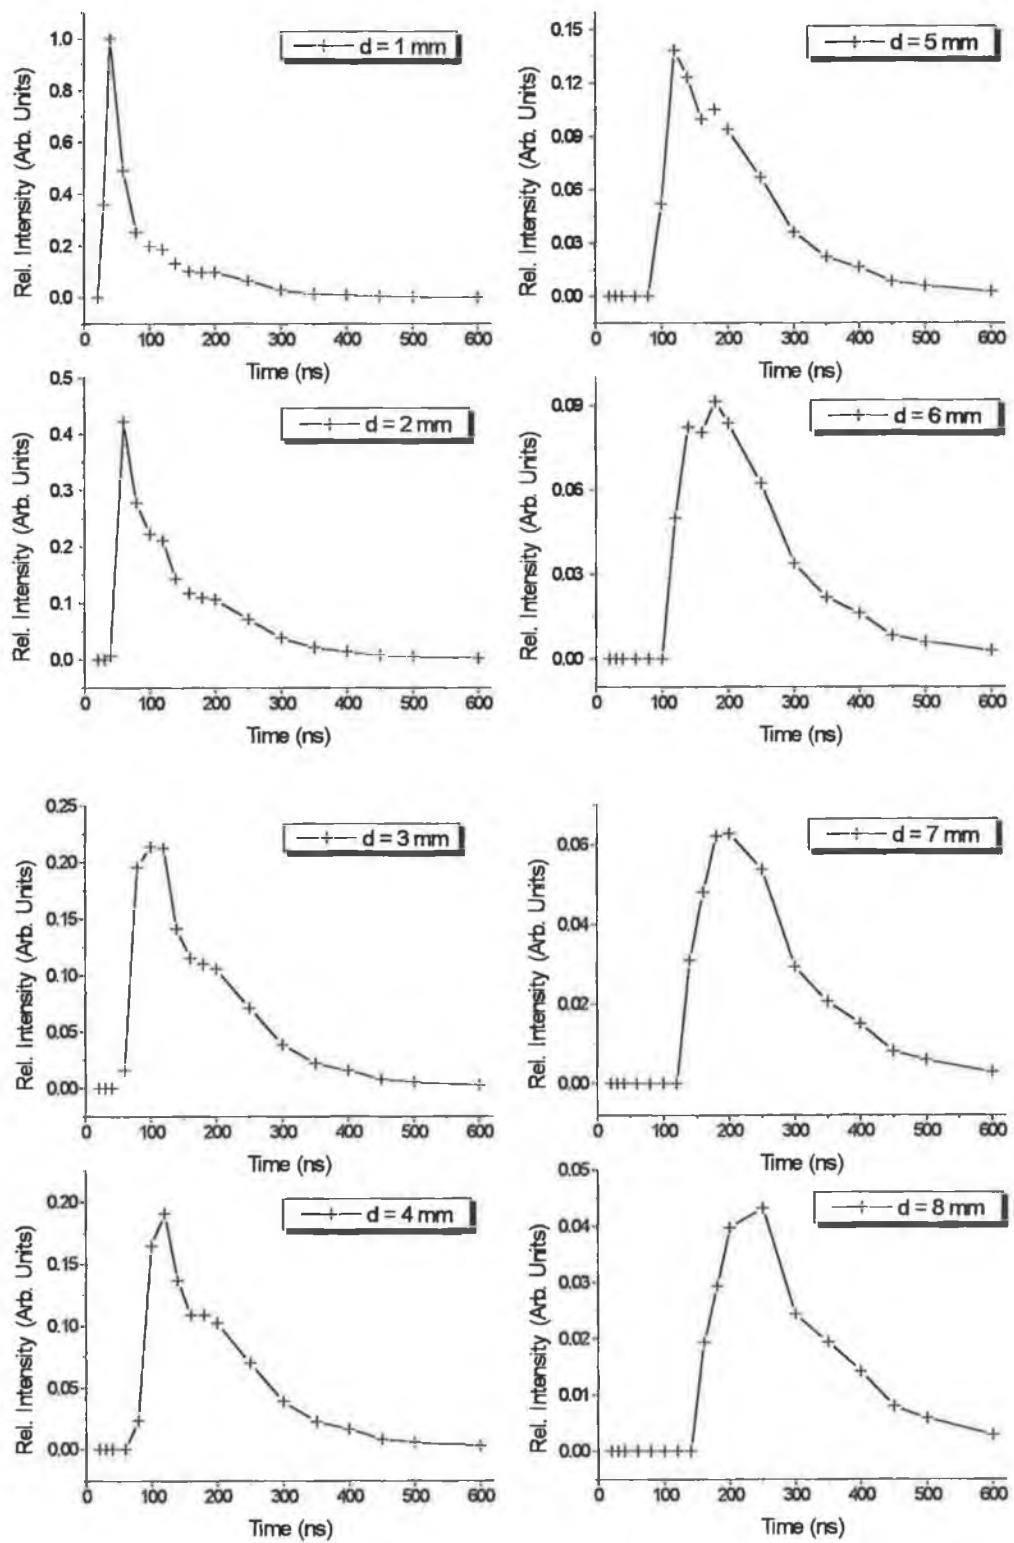 d = 1 mm
Rel. Intensity (Arb. Units)
1.0
0.8
0.6
0.4
0.2
0.0
0 100 200 300 400 500 600
Time (ns)
d = 5 mm
Rel. Intensity (Arb. Units)
0.15
0.12
0.09
0.06
0.03
0.00
0 100 200 300 400 500 600
Time (ns)
d = 2 mm
Rel. Intensity (Arb. Units)
0.5
0.4
0.3
0.2
0.1
0.0
0 100 200 300 400 500 600
Time (ns)
d = 6 mm
Rel. Intensity (Arb. Units)
0.09
0.06
0.03
0.00
0 100 200 300 400 500 600
Time (ns)
d = 3 mm
Rel. Intensity (Arb. Units)
0.25
0.20
0.15
0.10
0.05
0.00
0 100 200 300 400 500 600
Time (ns)
d = 7 mm
Rel. Intensity (Arb. Units)
0.06
0.04
0.02
0.00
0 100 200 300 400 500 600
Time (ns)
d = 4 mm
Rel. Intensity (Arb. Units)
0.20
0.15
0.10
0.05
0.00
0 100 200 300 400 500 600
Time (ns)
d = 8 mm
Rel. Intensity (Arb. Units)
0.05
0.04
0.03
0.02
0.01
0.00
0 100 200 300 400 500 600
Time (ns)